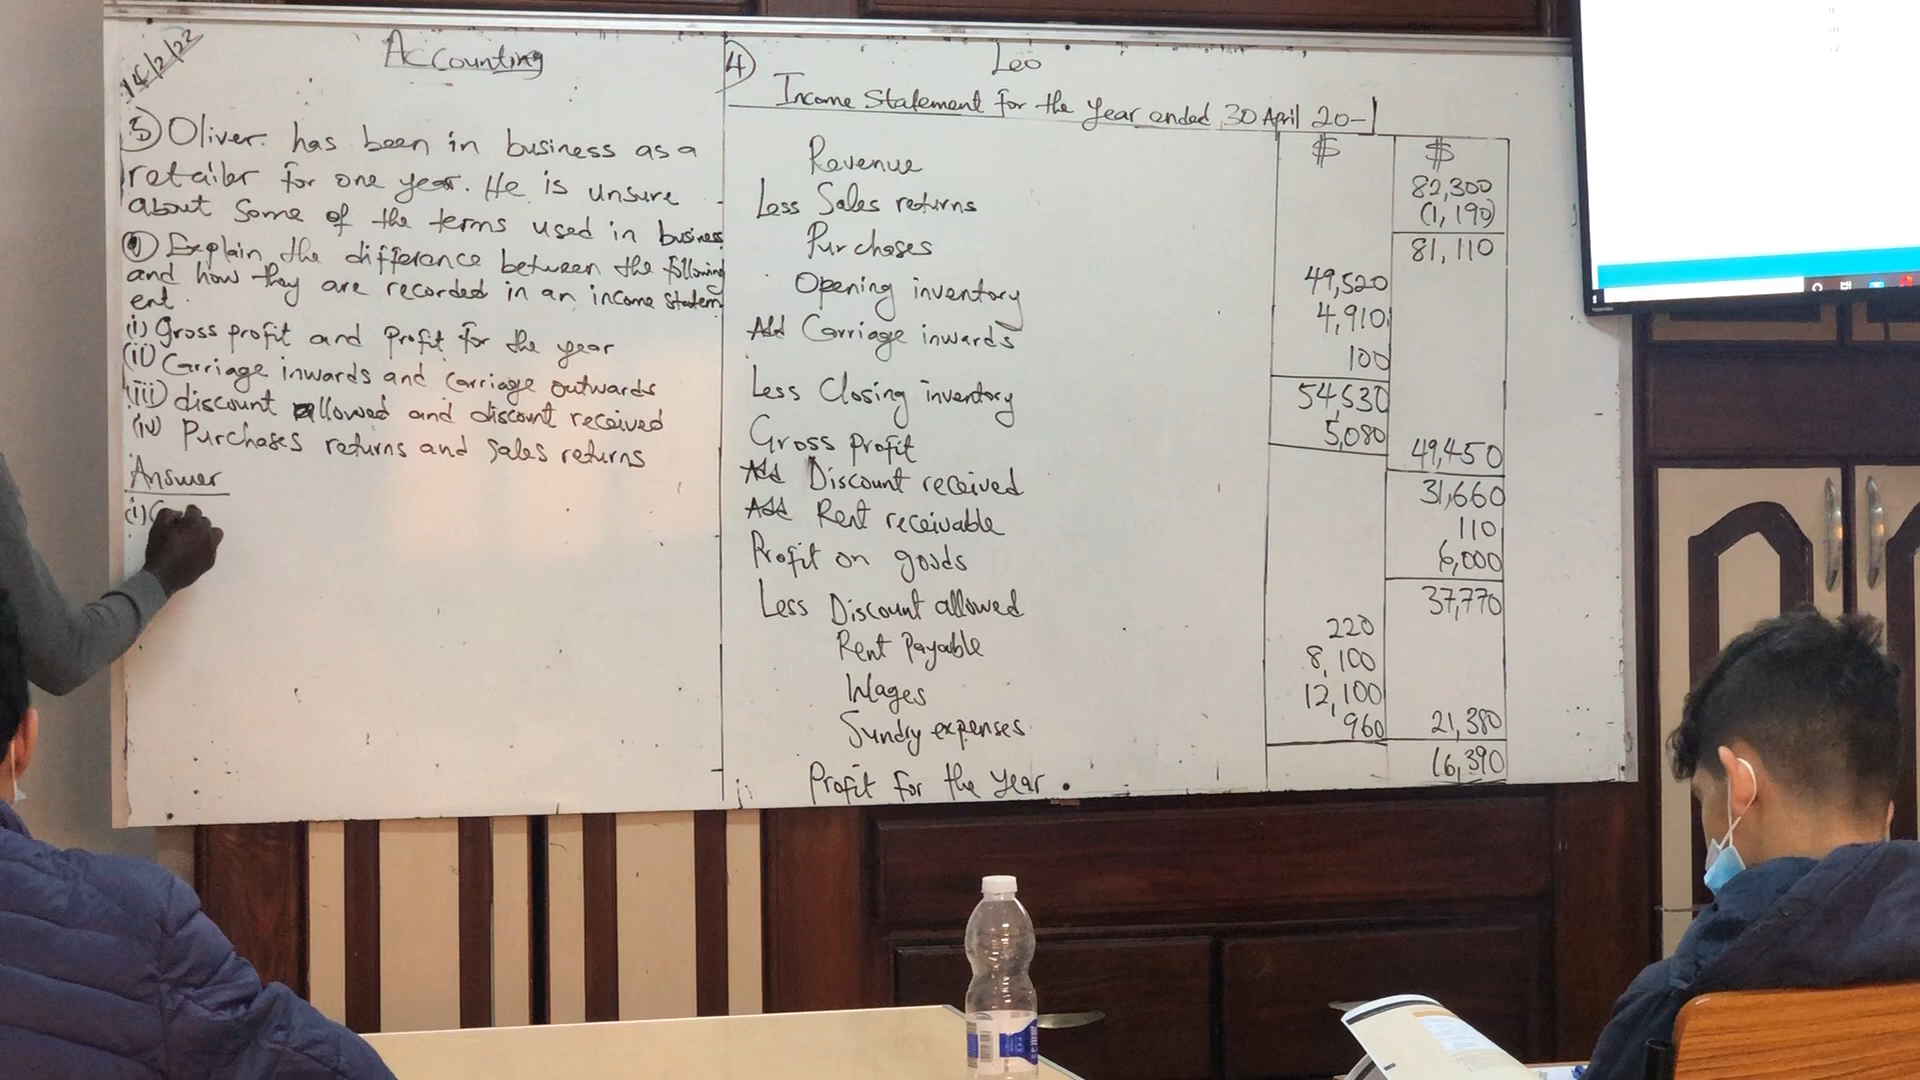 14/2/22
Accounting
5) Oliver. has been in business as a
retailer for one year. He is unsure
about some of the terms used in business
a) Explain the difference between the following
and how they are recorded in an income statem
ent.
(i) Gross profit and profit for the year
(ii) Carriage inwards and carriage outwards
(iii) discount allowed and discount received
(iv) Purchases returns and sales returns
Answer
(i) G
4) Leo
Income Statement for the year ended 30 April 20-1
$ $
Revenue 82,300
Less Sales returns (1,190)
81,110
Purchases 49,520
Opening inventory 4,910
Add Carriage inwards 100
54,530
Less Closing inventory 5,080 49,450
Gross profit 31,660
Add Discount received 110
Add Rent receivable 6,000
Profit on goods 37,770
Less Discount allowed 220
Rent Payable 8,100
Wages 12,100
Sundry expenses 960 21,380
Profit for the year. 16,390